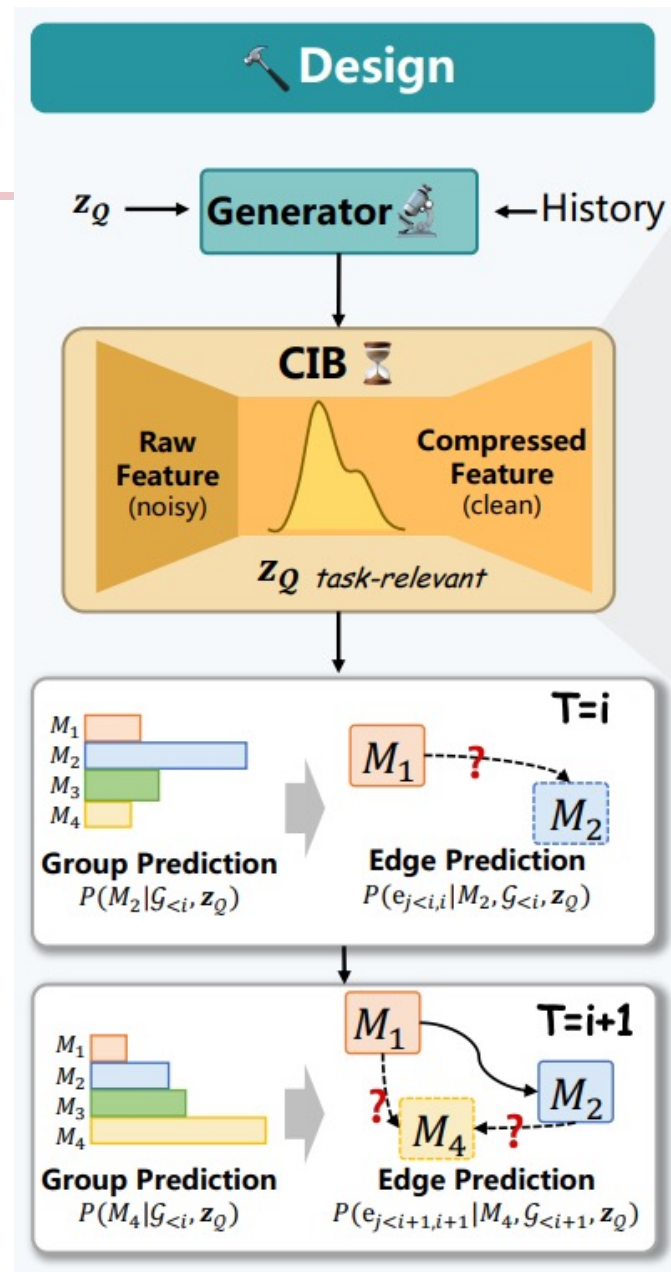 🔨 Design
z_Q
Generator🔬
History
CIB ⏳
Raw
Feature
(noisy)
Compressed
Feature
(clean)
z_Q task-relevant
T=i
M_1
M_2
M_3
M_4
M_1
?
M_2
Group Prediction
P(M_2|𝒢_{<i}, z_Q)
Edge Prediction
P(e_{j<i,i}|M_2, 𝒢_{<i}, z_Q)
T=i+1
M_1
M_2
M_3
M_4
M_1
M_2
?
?
M_4
Group Prediction
P(M_4|𝒢_{<i}, z_Q)
Edge Prediction
P(e_{j<i+1,i+1}|M_4, 𝒢_{<i+1}, z_Q)